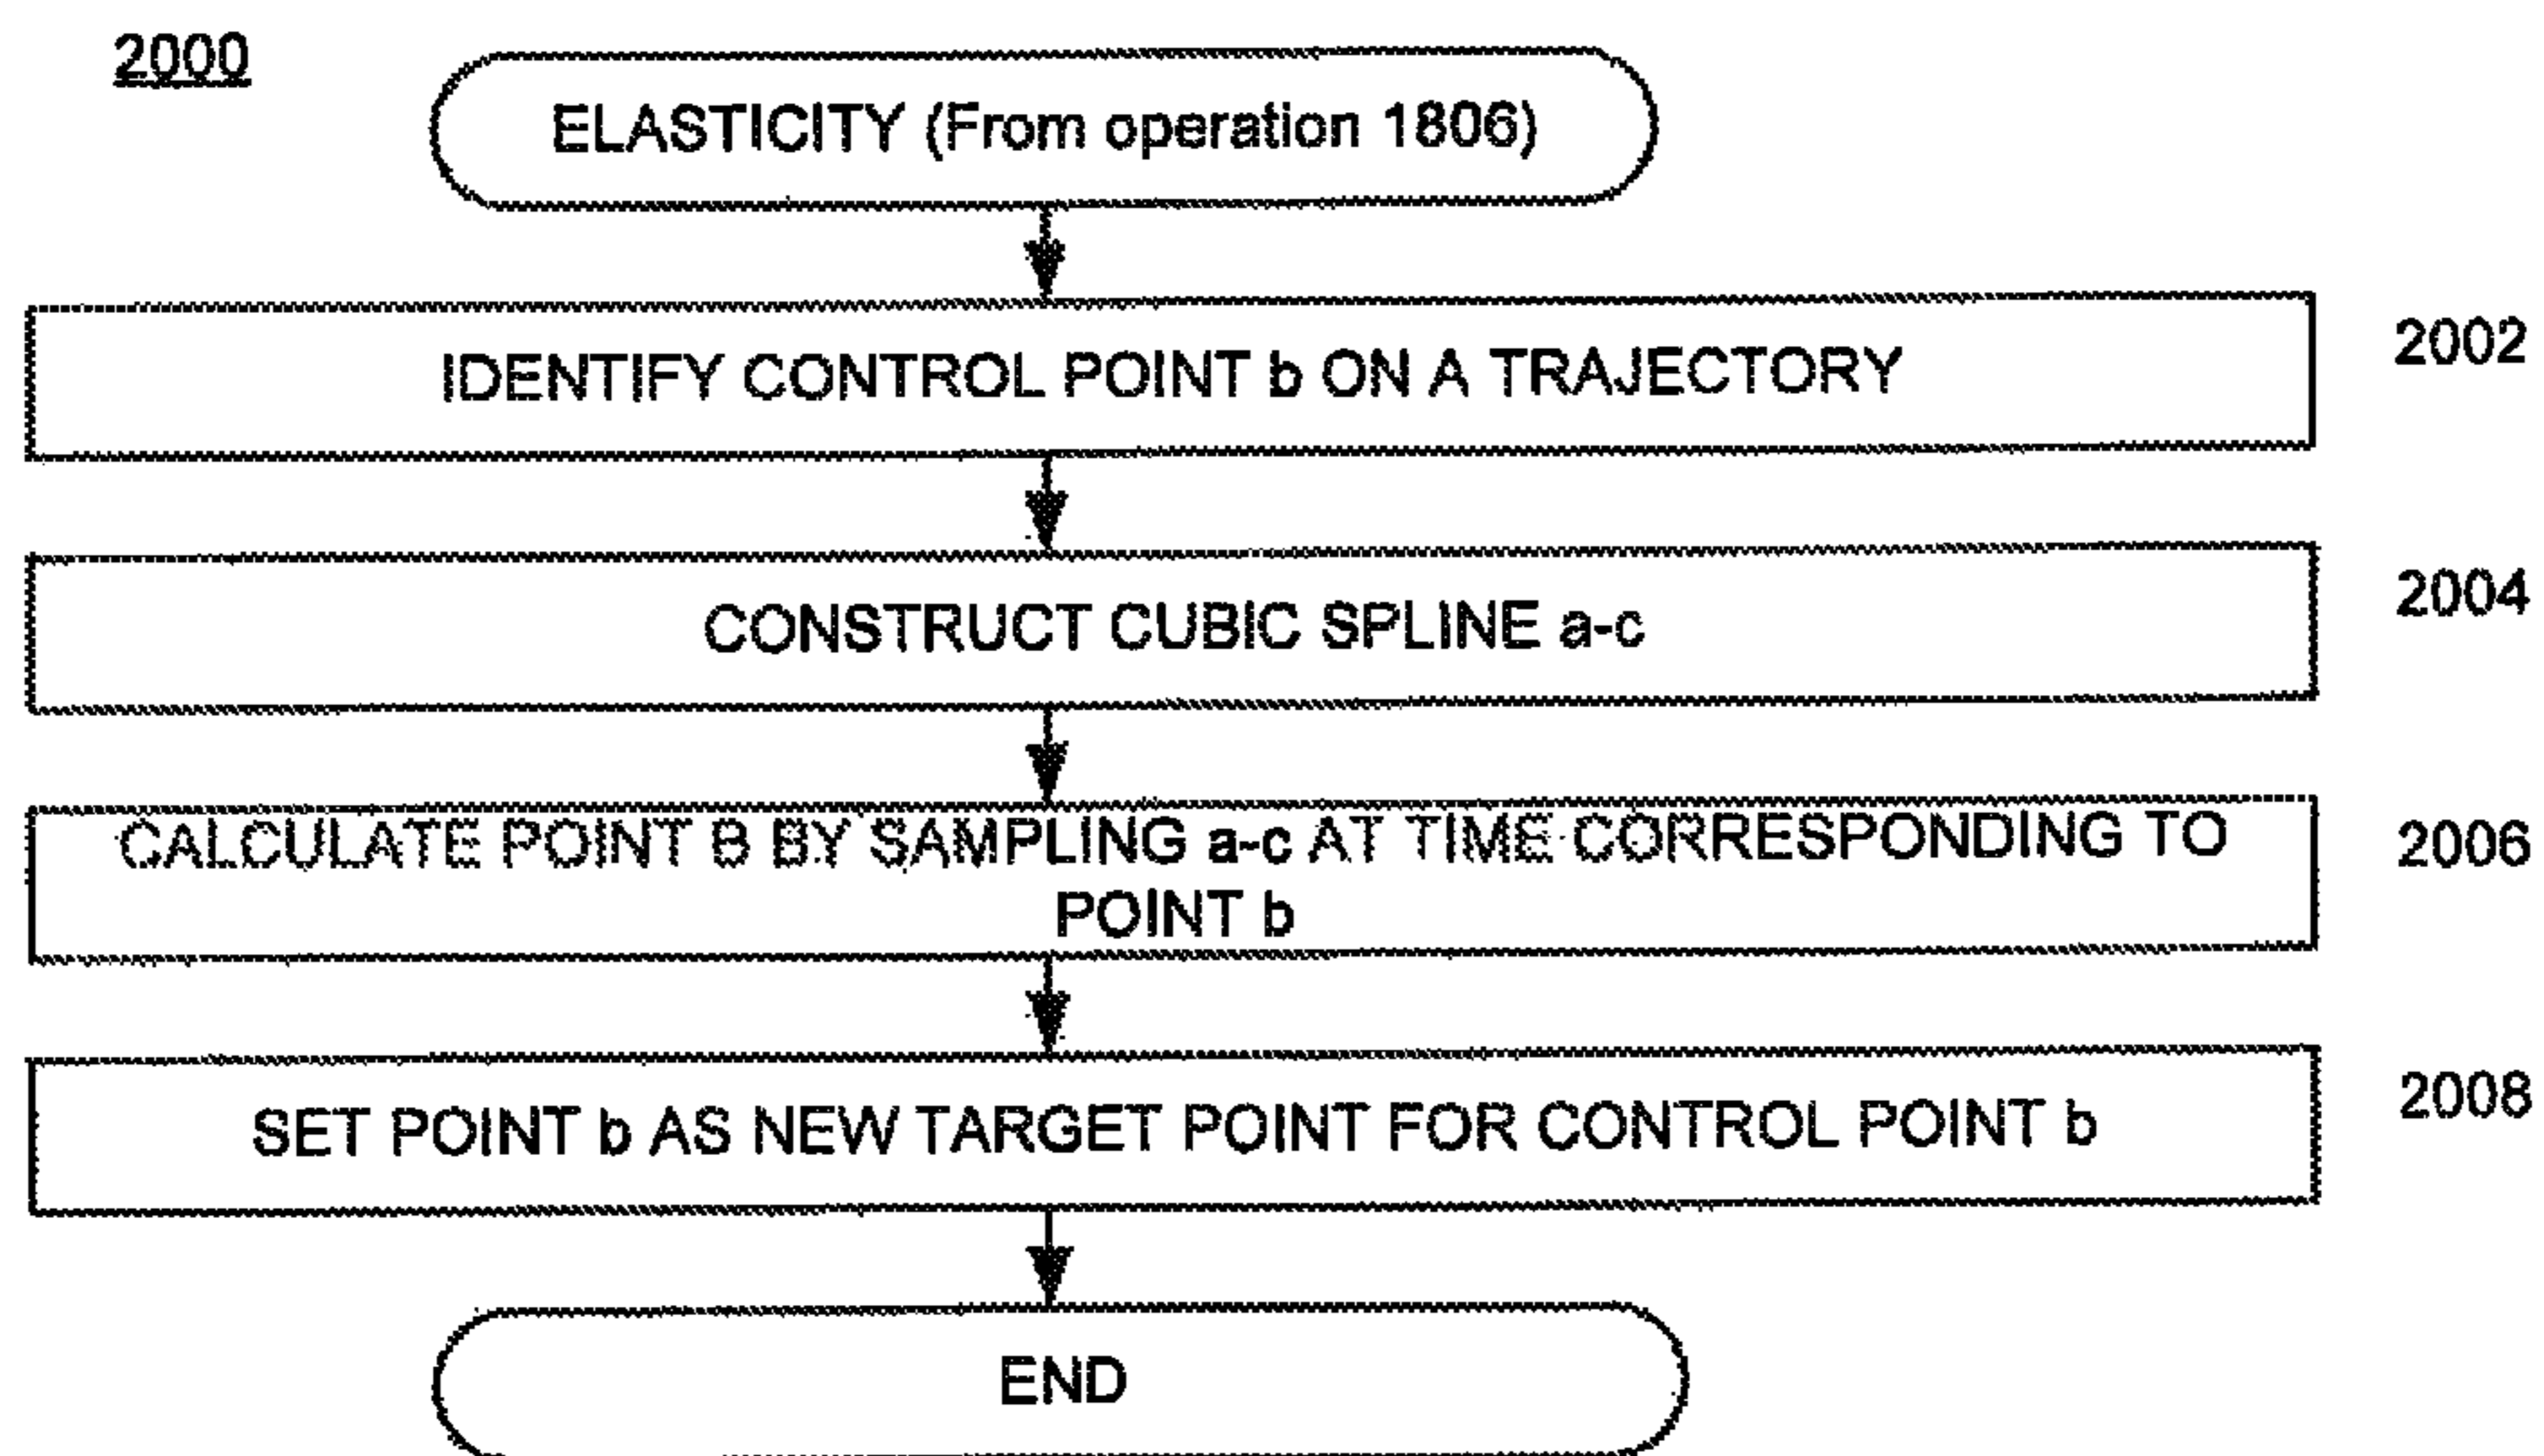 2000
ELASTICITY (From operation 1806)
IDENTIFY CONTROL POINT b ON A TRAJECTORY
2002
CONSTRUCT CUBIC SPLINE a-c
2004
CALCULATE POINT B BY SAMPLING a-c AT TIME CORRESPONDING TO
POINT b
2006
SET POINT b AS NEW TARGET POINT FOR CONTROL POINT b
2008
END